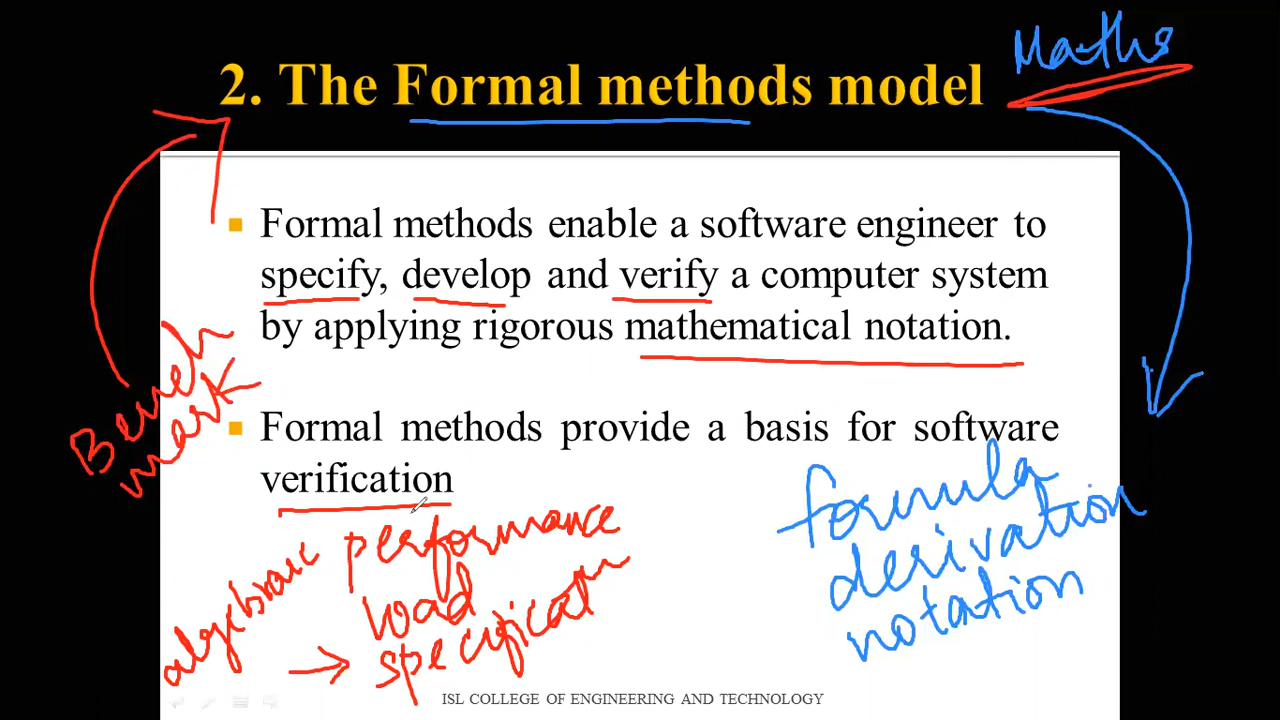 Maths
2. The Formal methods model
Formal methods enable a software engineer to
specify, develop and verify a computer system
by applying rigorous mathematical notation.
Bench
mark
Formal methods provide a basis for software
verification
formula
derivation
notation
algebraic
performance
load
specification
ISL COLLEGE OF ENGINEERING AND TECHNOLOGY